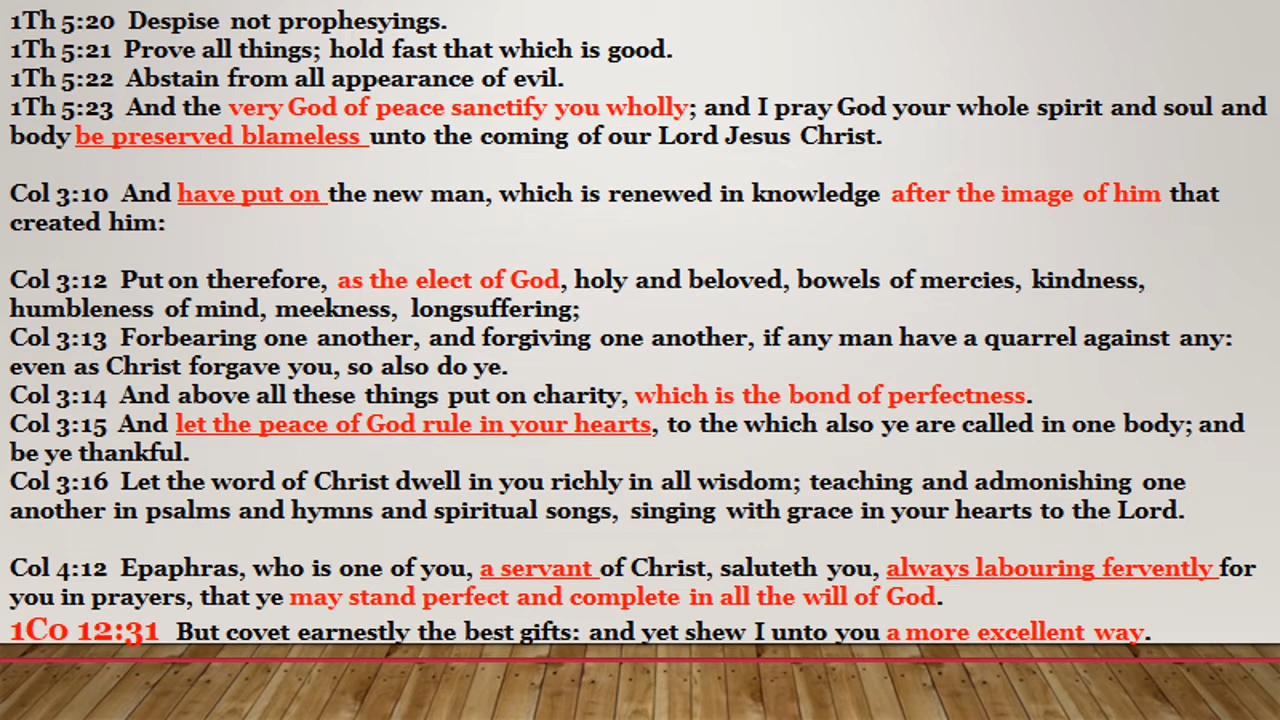 1Th 5:20 Despise not prophesyings.
1Th 5:21 Prove all things; hold fast that which is good.
1Th 5:22 Abstain from all appearance of evil.
1Th 5:23 And the very God of peace sanctify you wholly; and I pray God your whole spirit and soul and
body be preserved blameless unto the coming of our Lord Jesus Christ.
Col 3:10 And have put on the new man, which is renewed in knowledge after the image of him that
created him:
Col 3:12 Put on therefore, as the elect of God, holy and beloved, bowels of mercies, kindness,
humbleness of mind, meekness, longsuffering;
Col 3:13 Forbearing one another, and forgiving one another, if any man have a quarrel against any:
even as Christ forgave you, so also do ye.
Col 3:14 And above all these things put on charity, which is the bond of perfectness.
Col 3:15 And let the peace of God rule in your hearts, to the which also ye are called in one body; and
be ye thankful.
Col 3:16 Let the word of Christ dwell in you richly in all wisdom; teaching and admonishing one
another in psalms and hymns and spiritual songs, singing with grace in your hearts to the Lord.
Col 4:12 Epaphras, who is one of you, a servant of Christ, saluteth you, always labouring fervently for
you in prayers, that ye may stand perfect and complete in all the will of God.
1Co 12:31 But covet earnestly the best gifts: and yet shew I unto you a more excellent way.